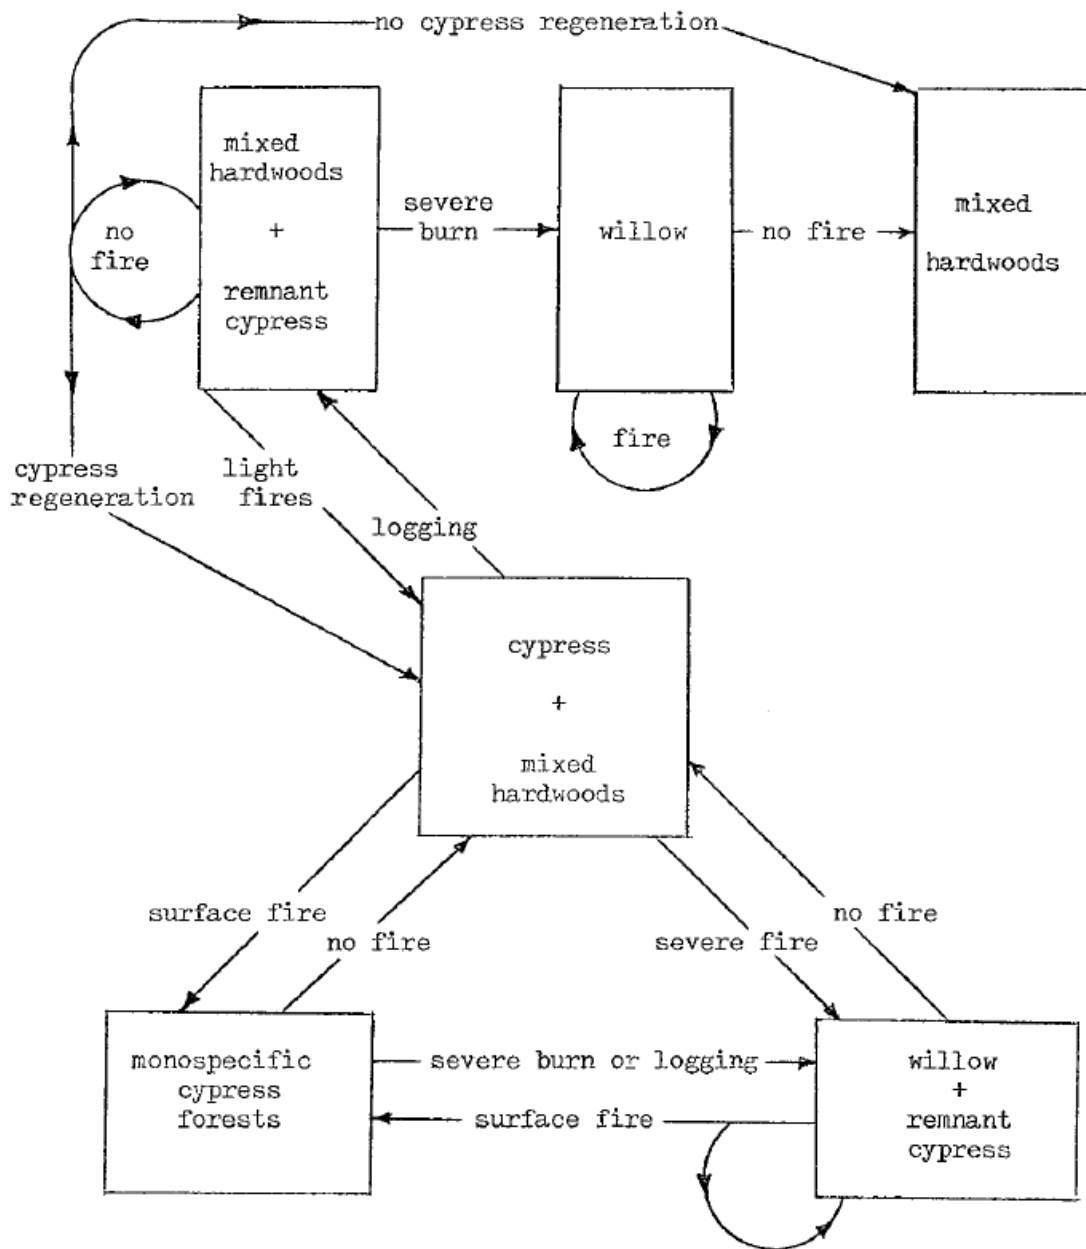 no cypress regeneration
mixed
hardwoods
+
remnant
cypress
severe
burn
willow
no fire
mixed
hardwoods
no
fire
fire
cypress
regeneration
light
fires
logging
cypress
+
mixed
hardwoods
surface fire
no fire
severe fire
no fire
monospecific
cypress
forests
severe burn or logging
surface fire
willow
+
remnant
cypress